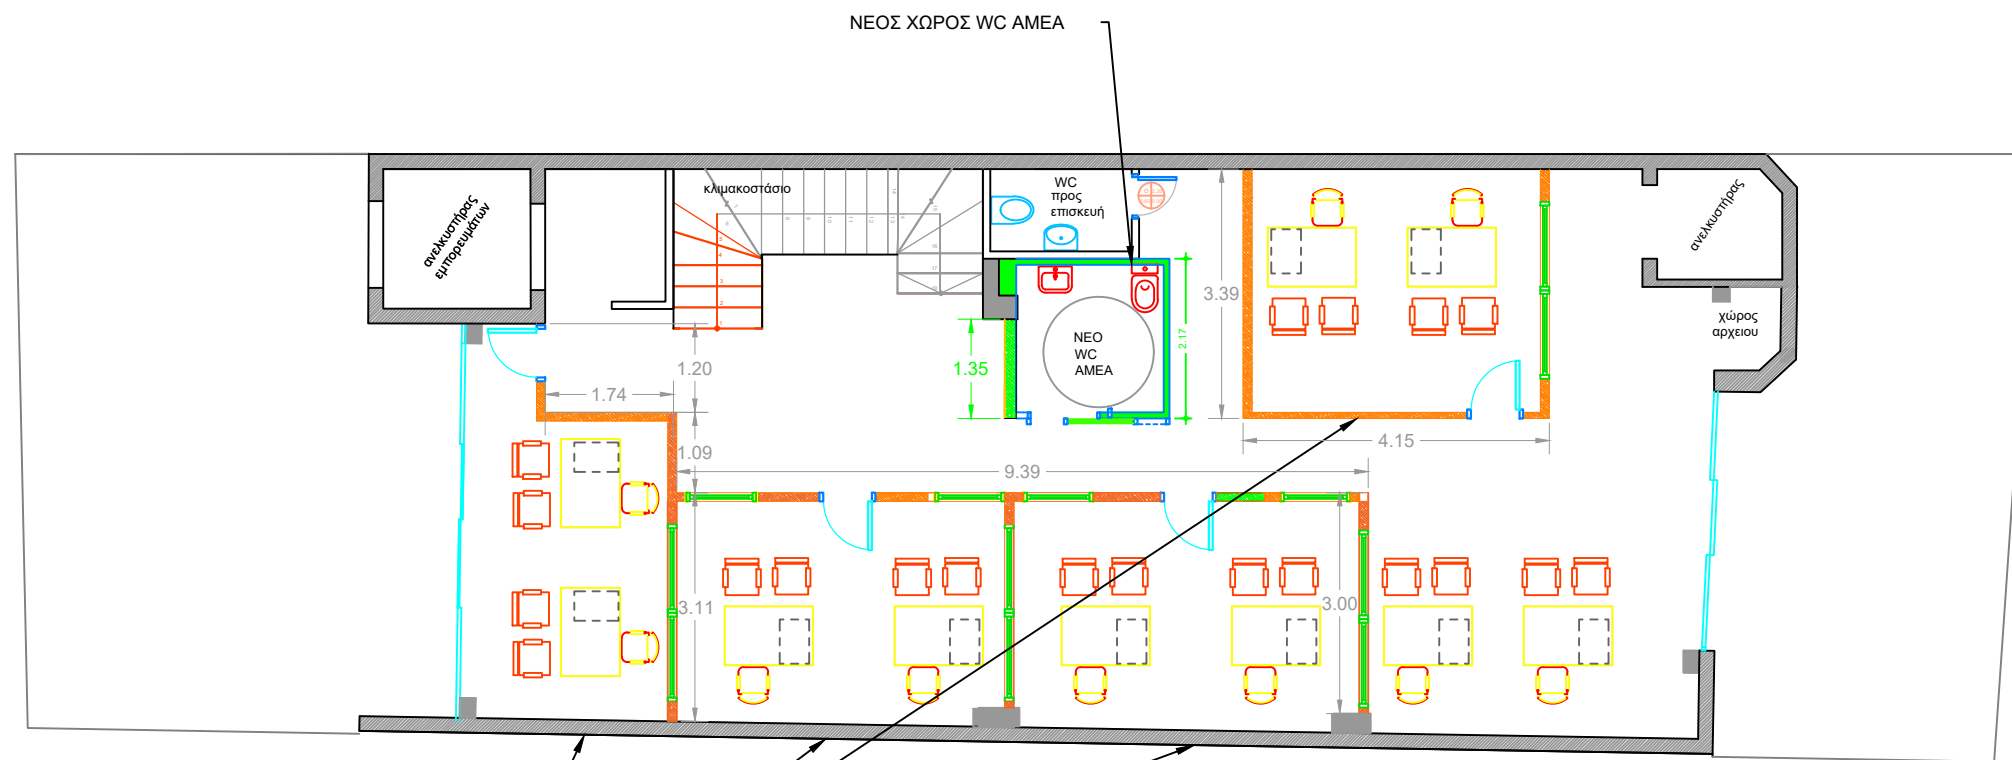 ΝΕΟΣ ΧΩΡΟΣ WC ΑΜΕΑ
ανελκυστήρας
εμπορευμάτων
κλιμακοστάσιο
WC
προς
επισκευή
ανελκυστήρας
χώρος
αρχειου
ΝΕΟ
WC
ΑΜΕΑ
3.39
2.17
1.35
1.20
1.74
1.09
4.15
9.39
3.11
3.00